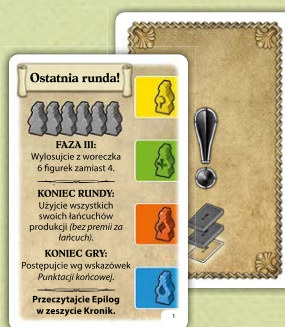 Ostatnia runda!
FAZA III:
Wylosujcie z woreczka
6 figurek zamiast 4.
KONIEC RUNDY:
Użyjcie wszystkich
swoich łańcuchów
produkcji (bez premii za
łańcuch).
KONIEC GRY:
Postępujcie wg wskazówek
Punktacji końcowej.
Przeczytajcie Epilog
w zeszycie Kronik.
1
!